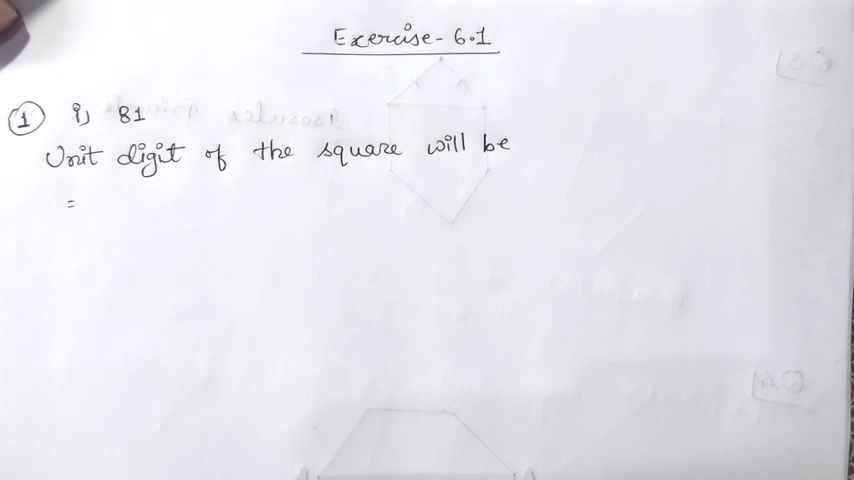 Exercise-6.1
① i) 81
Unit digit of the square will be
=